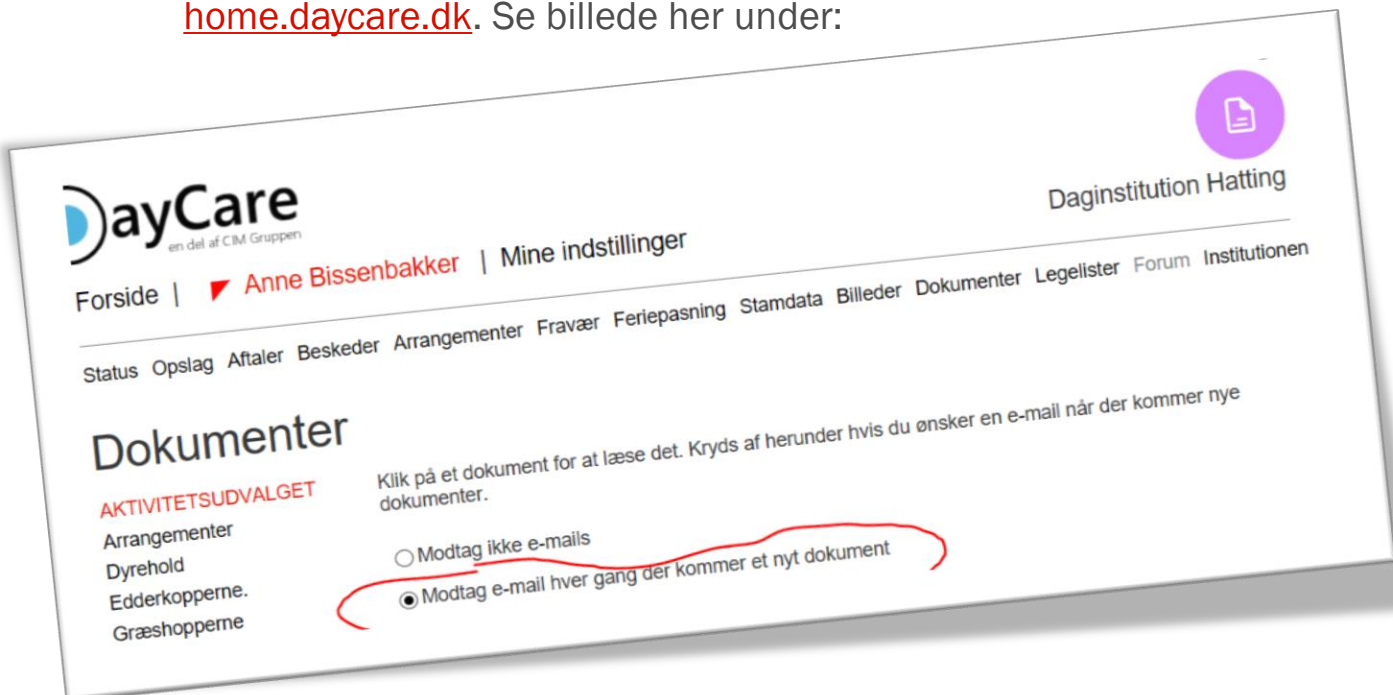 home.daycare.dk. Se billede her under:
DayCare
en del af CIM Gruppen
Daginstitution Hatting
Forside | Anne Bissenbakker | Mine indstillinger
Status Opslag Aftaler Beskeder Arrangementer Fravær Feriepasning Stamdata Billeder Dokumenter Legelister Forum Institutionen
Dokumenter
AKTIVITETSUDVALGET
Arrangementer
Dyrehold
Edderkopperne.
Græshopperne
Klik på et dokument for at læse det. Kryds af herunder hvis du ønsker en e-mail når der kommer nye
dokumenter.
Modtag ikke e-mails
Modtag e-mail hver gang der kommer et nyt dokument